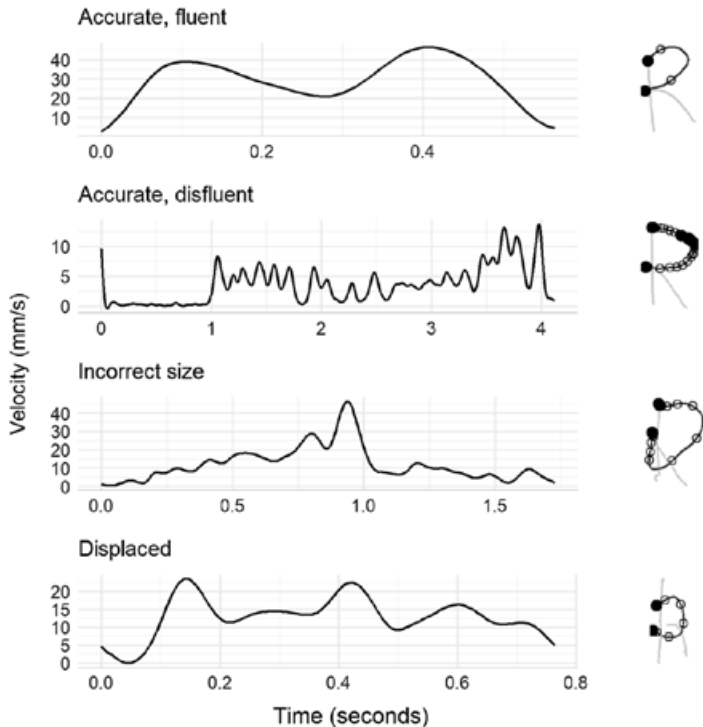 Accurate, fluent
40
30
20
10
0.0 0.2 0.4
Accurate, disfluent
10
5
0
0 1 2 3 4
Incorrect size
40
30
20
10
0
0.0 0.5 1.0 1.5
Displaced
20
15
10
5
0
0.0 0.2 0.4 0.6 0.8
Time (seconds)
Velocity (mm/s)